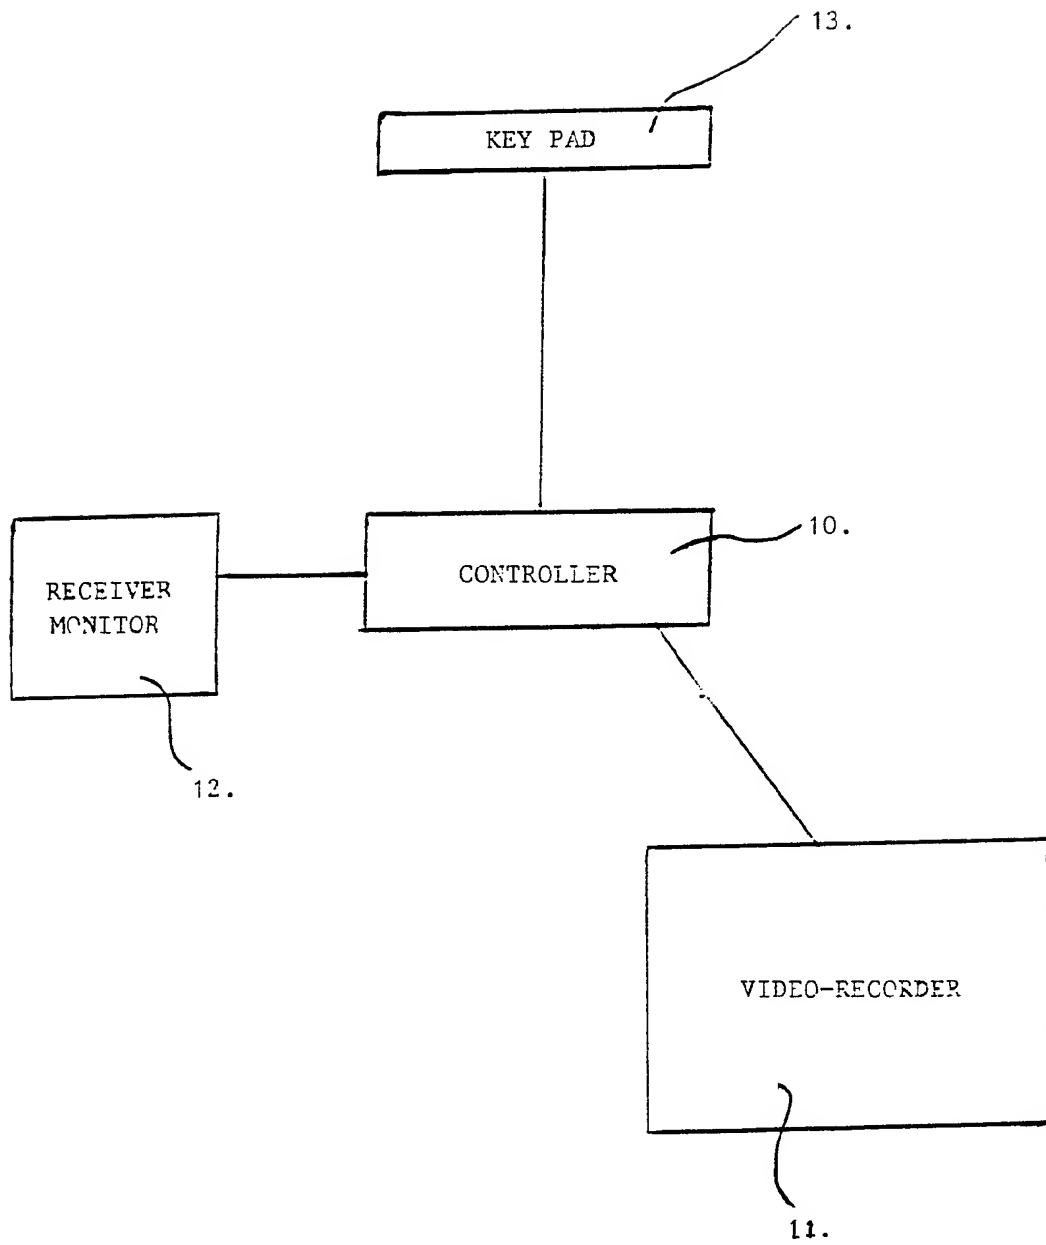 13.
KEY PAD
10.
CONTROLLER
RECEIVER
MONITOR
12.
VIDEO-RECORDER
11.